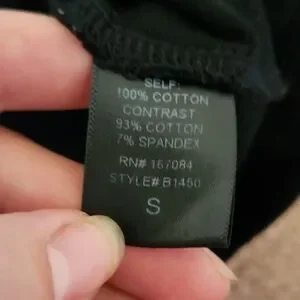 SELF:
100% COTTON
CONTRAST
93% COTTON
7% SPANDEX
RN# 167084
STYLE# B1450
S